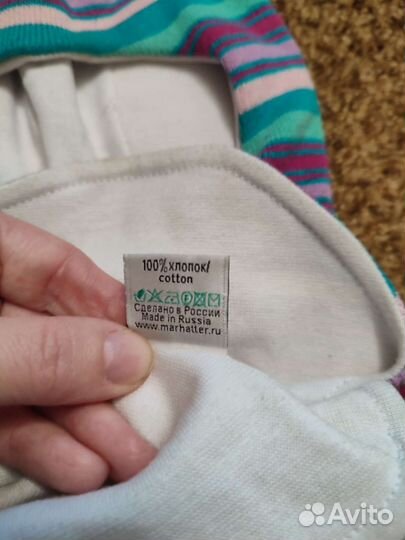 100% хлопок/
cotton
Сделано в России
Made in Russia
www.marhatter.ru
Avito